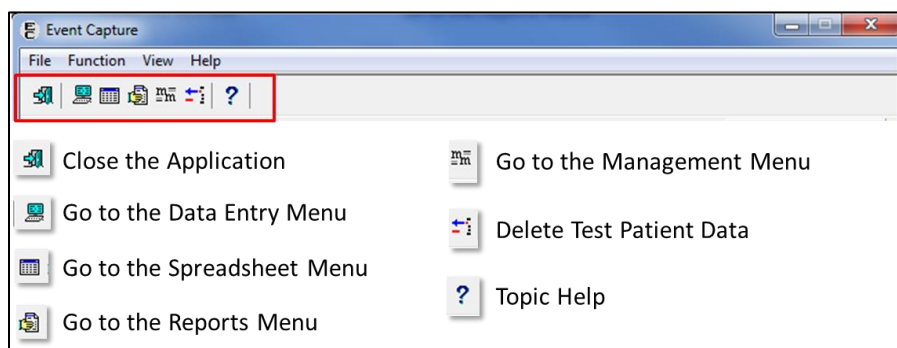 Event Capture
File Function View Help
Close the Application
Go to the Data Entry Menu
Go to the Spreadsheet Menu
Go to the Reports Menu
Go to the Management Menu
Delete Test Patient Data
Topic Help